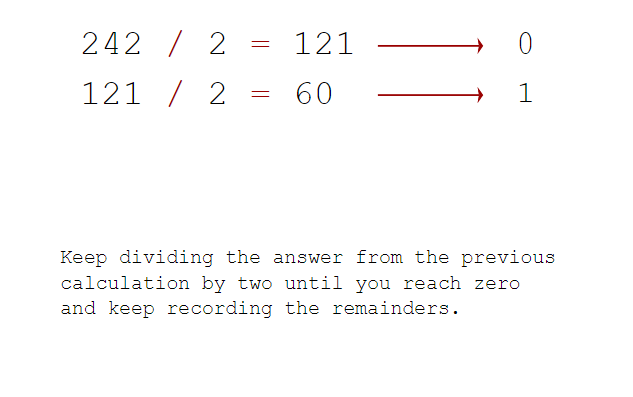 242 / 2 = 121 ⟶ 0
121 / 2 = 60 ⟶ 1
Keep dividing the answer from the previous
calculation by two until you reach zero
and keep recording the remainders.